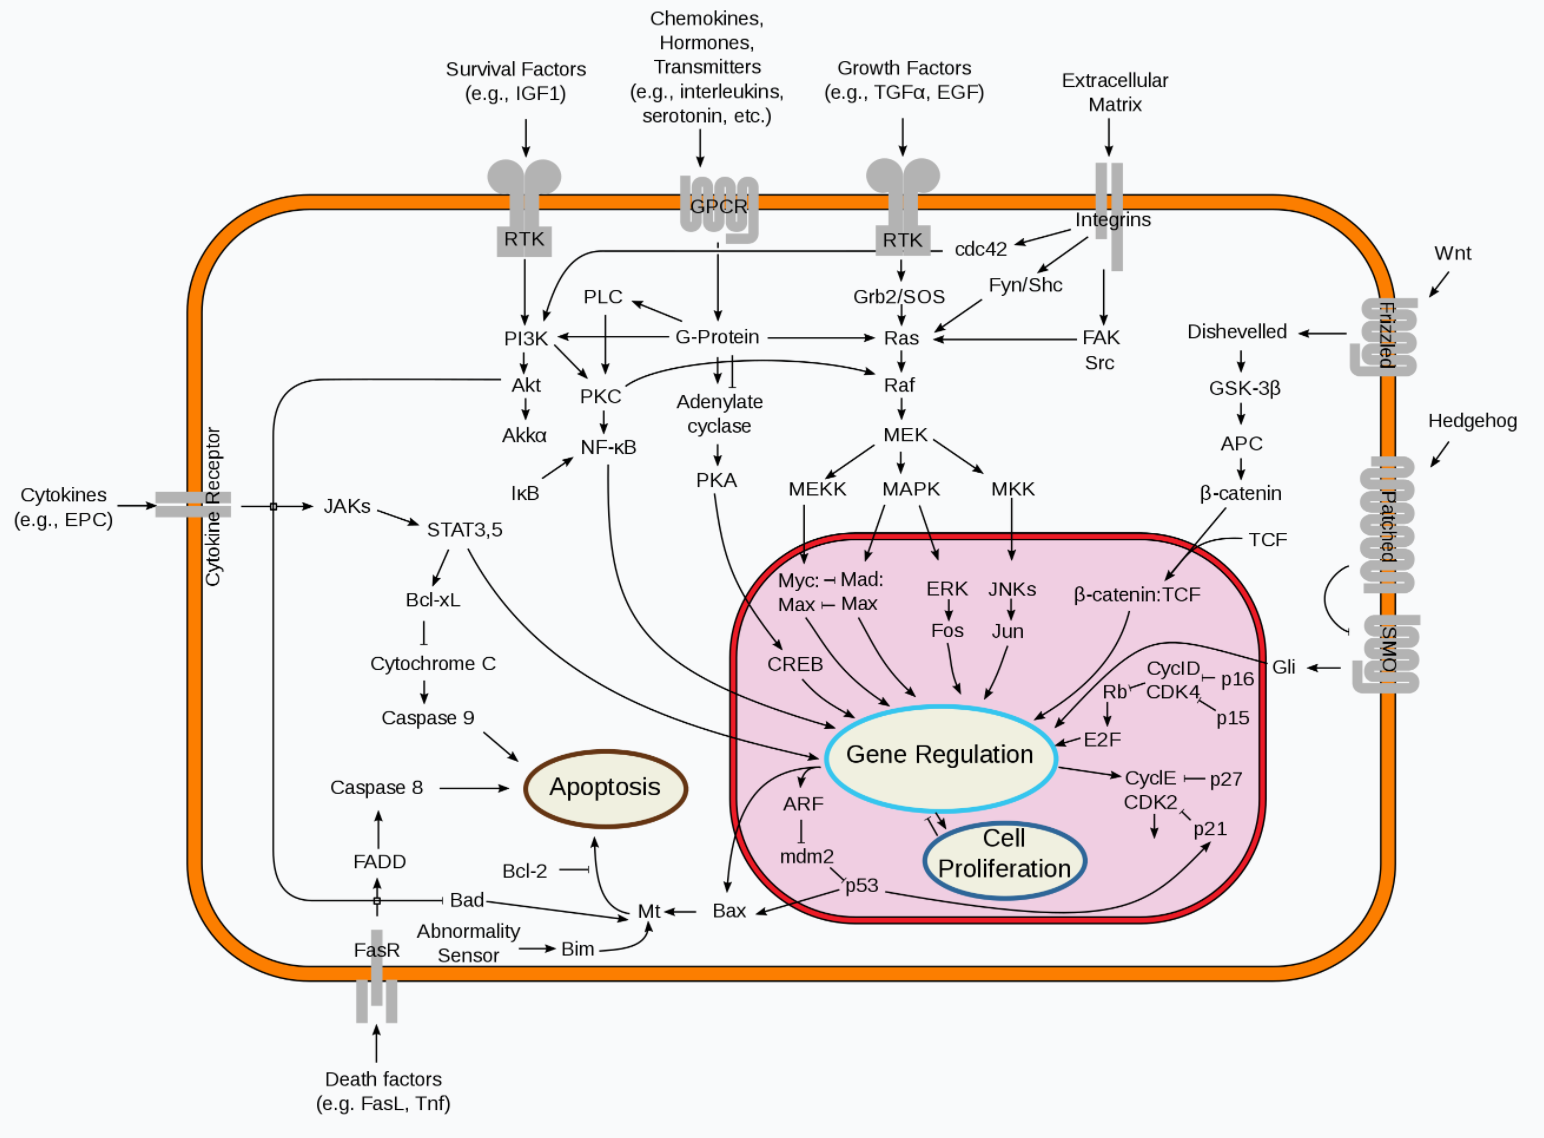 Chemokines,
Hormones,
Transmitters
(e.g., interleukins,
serotonin, etc.)
Survival Factors
(e.g., IGF1)
Growth Factors
(e.g., TGFα, EGF)
Extracellular
Matrix
GPCR
RTK
RTK
Integrins
cdc42
Wnt
Fyn/Shc
PLC
Grb2/SOS
Frizzled
PI3K
G-Protein
Ras
FAK
Src
Dishevelled
Akt
PKC
Raf
GSK-3β
Adenylate
cyclase
Hedgehog
Akkα
NF-κB
MEK
APC
Cytokine Receptor
IκB
PKA
MEKK
MAPK
MKK
β-catenin
Cytokines
(e.g., EPC)
JAKs
STAT3,5
TCF
Patched
Myc:
Mad:
Max
Max
ERK
JNKs
β-catenin:TCF
Bcl-xL
Fos
Jun
SMO
Cytochrome C
CREB
CycID
CDK4
p16
Gli
Rb
p15
Caspase 9
E2F
Gene Regulation
Apoptosis
Caspase 8
ARF
CyclE
CDK2
p27
p21
Cell
Proliferation
mdm2
FADD
Bcl-2
p53
Bad
Mt
Bax
Abnormality
Sensor
Bim
FasR
Death factors
(e.g. FasL, Tnf)